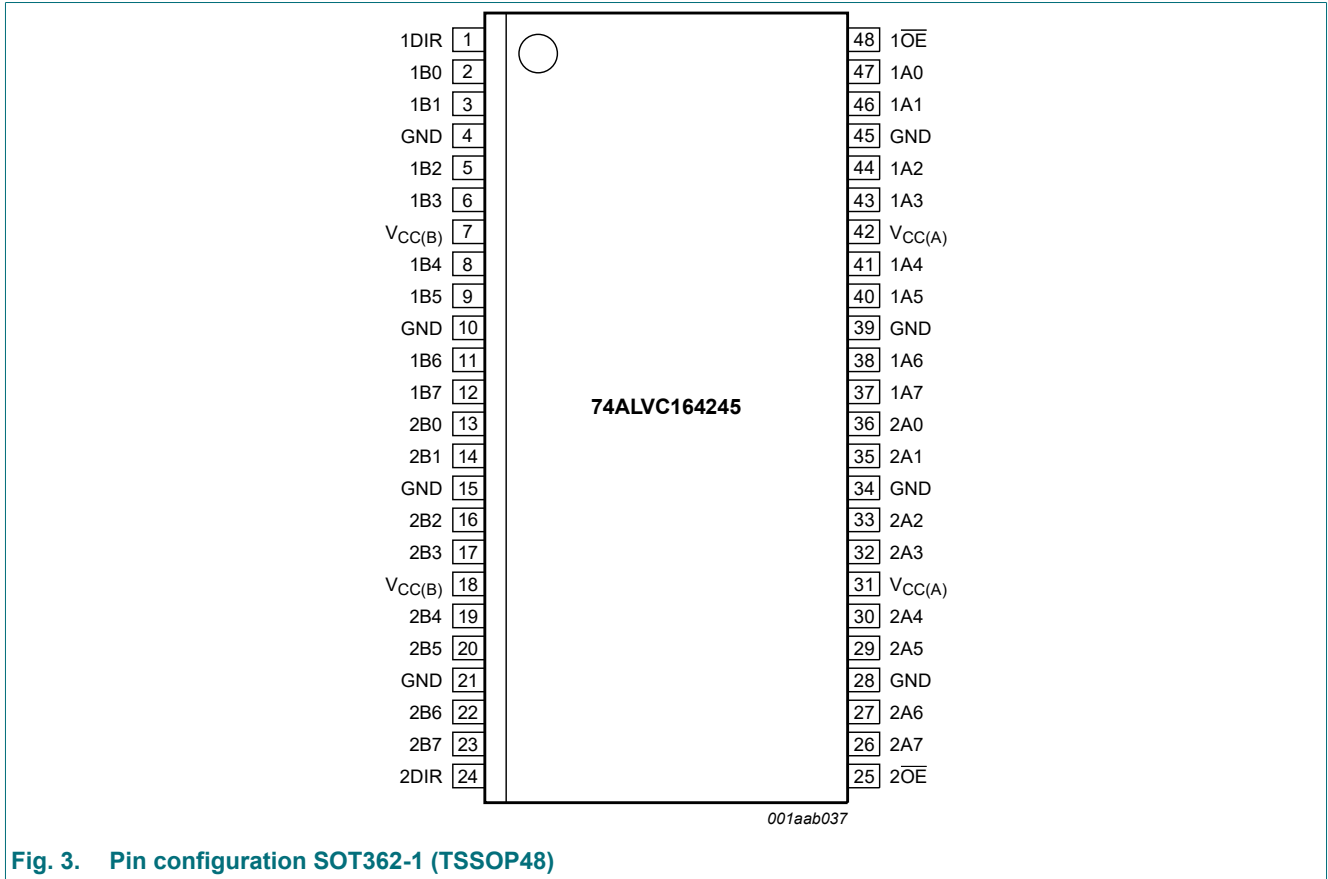 1DIR 1 48 1O̅E̅
1B0 2 47 1A0
1B1 3 46 1A1
GND 4 45 GND
1B2 5 44 1A2
1B3 6 43 1A3
VCC(B) 7 42 VCC(A)
1B4 8 41 1A4
1B5 9 40 1A5
GND 10 39 GND
1B6 11 38 1A6
1B7 12 37 1A7
74ALVC164245
2B0 13 36 2A0
2B1 14 35 2A1
GND 15 34 GND
2B2 16 33 2A2
2B3 17 32 2A3
VCC(B) 18 31 VCC(A)
2B4 19 30 2A4
2B5 20 29 2A5
GND 21 28 GND
2B6 22 27 2A6
2B7 23 26 2A7
2DIR 24 25 2O̅E̅
001aab037
Fig. 3. Pin configuration SOT362-1 (TSSOP48)